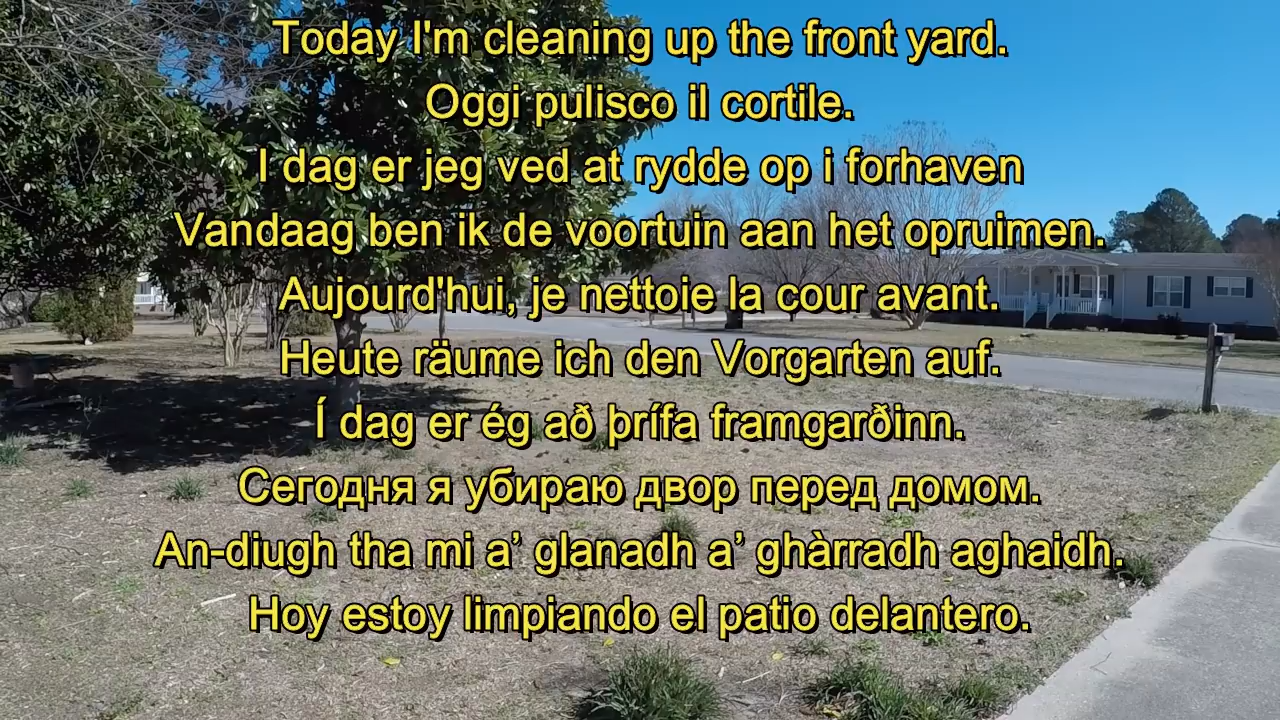 Today I'm cleaning up the front yard.
Oggi pulisco il cortile.
I dag er jeg ved at rydde op i forhaven
Vandaag ben ik de voortuin aan het opruimen.
Aujourd'hui, je nettoie la cour avant.
Heute räume ich den Vorgarten auf.
Í dag er ég að þrífa framgarðinn.
Сегодня я убираю двор перед домом.
An-diugh tha mi a’ glanadh a’ ghàrradh aghaidh.
Hoy estoy limpiando el patio delantero.